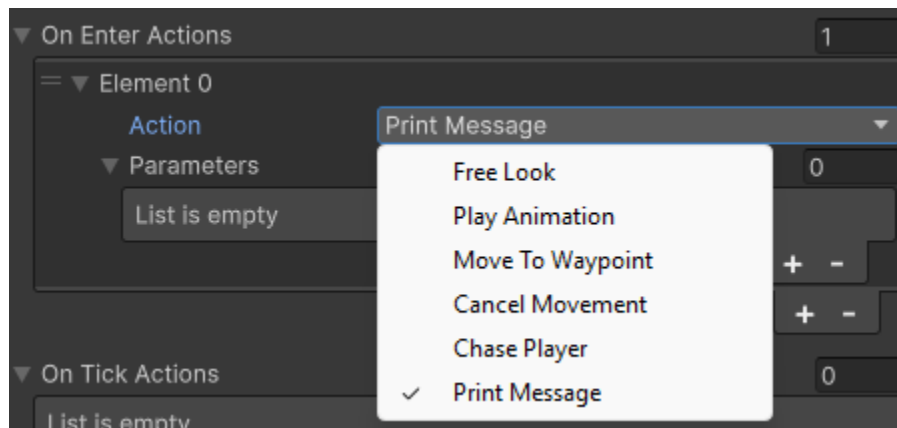 On Enter Actions 1
Element 0
Action Print Message
Parameters 0
Free Look
List is empty
Play Animation
Move To Waypoint
+ -
Cancel Movement
+ -
Chase Player
On Tick Actions 0
Print Message
List is empty